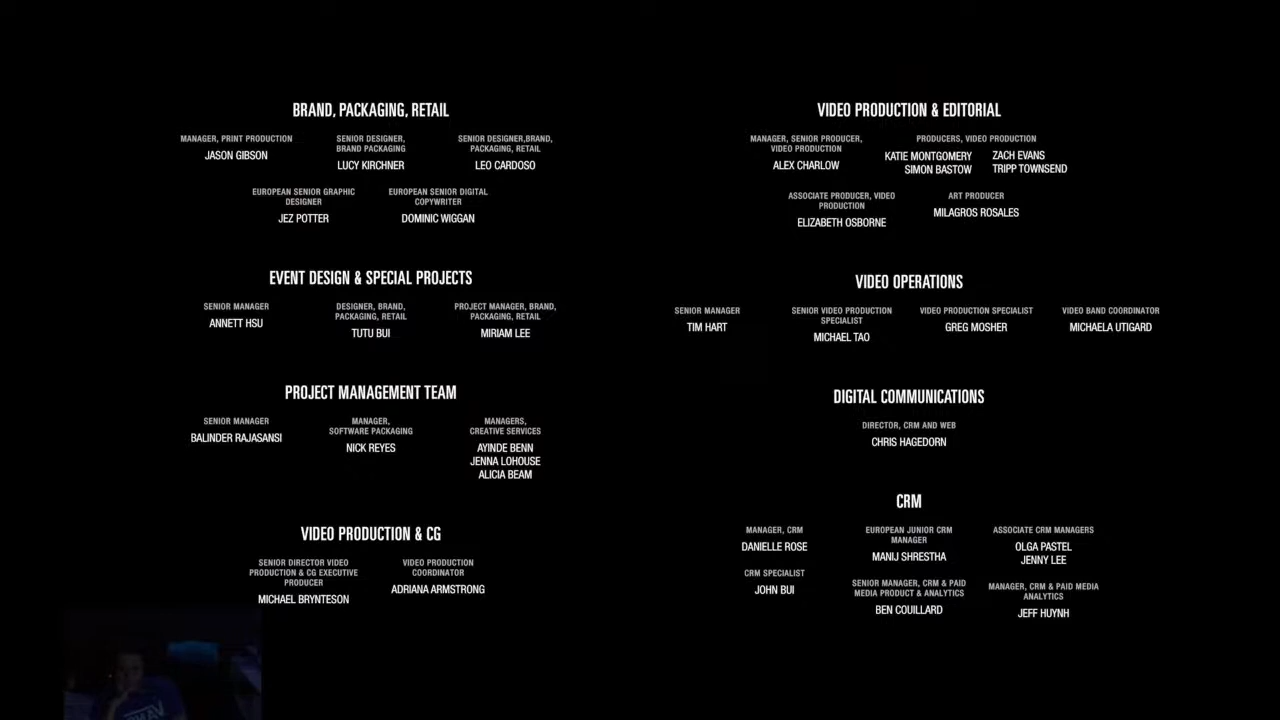 BRAND, PACKAGING, RETAIL
MANAGER, PRINT PRODUCTION
JASON GIBSON
SENIOR DESIGNER,
BRAND PACKAGING
LUCY KIRCHNER
SENIOR DESIGNER,BRAND,
PACKAGING, RETAIL
LEO CARDOSO
EUROPEAN SENIOR GRAPHIC
DESIGNER
JEZ POTTER
EUROPEAN SENIOR DIGITAL
COPYWRITER
DOMINIC WIGGAN
EVENT DESIGN & SPECIAL PROJECTS
SENIOR MANAGER
ANNETT HSU
DESIGNER, BRAND,
PACKAGING, RETAIL
TUTU BUI
PROJECT MANAGER, BRAND,
PACKAGING, RETAIL
MIRIAM LEE
PROJECT MANAGEMENT TEAM
SENIOR MANAGER
BALINDER RAJASANSI
MANAGER,
SOFTWARE PACKAGING
NICK REYES
MANAGERS,
CREATIVE SERVICES
AYINDE BENN
JENNA LOHOUSE
ALICIA BEAM
VIDEO PRODUCTION & CG
SENIOR DIRECTOR VIDEO
PRODUCTION & CG EXECUTIVE
PRODUCER
MICHAEL BRYNTESON
VIDEO PRODUCTION
COORDINATOR
ADRIANA ARMSTRONG
VIDEO PRODUCTION & EDITORIAL
MANAGER, SENIOR PRODUCER,
VIDEO PRODUCTION
ALEX CHARLOW
PRODUCERS, VIDEO PRODUCTION
KATIE MONTGOMERY
SIMON BASTOW
ZACH EVANS
TRIPP TOWNSEND
ASSOCIATE PRODUCER, VIDEO
PRODUCTION
ELIZABETH OSBORNE
ART PRODUCER
MILAGROS ROSALES
VIDEO OPERATIONS
SENIOR MANAGER
TIM HART
SENIOR VIDEO PRODUCTION
SPECIALIST
MICHAEL TAO
VIDEO PRODUCTION SPECIALIST
GREG MOSHER
VIDEO BAND COORDINATOR
MICHAELA UTIGARD
DIGITAL COMMUNICATIONS
DIRECTOR, CRM AND WEB
CHRIS HAGEDORN
CRM
MANAGER, CRM
DANIELLE ROSE
EUROPEAN JUNIOR CRM
MANAGER
MANIJ SHRESTHA
ASSOCIATE CRM MANAGERS
OLGA PASTEL
JENNY LEE
CRM SPECIALIST
JOHN BUI
SENIOR MANAGER, CRM & PAID
MEDIA PRODUCT & ANALYTICS
BEN COUILLARD
MANAGER, CRM & PAID MEDIA
ANALYTICS
JEFF HUYNH